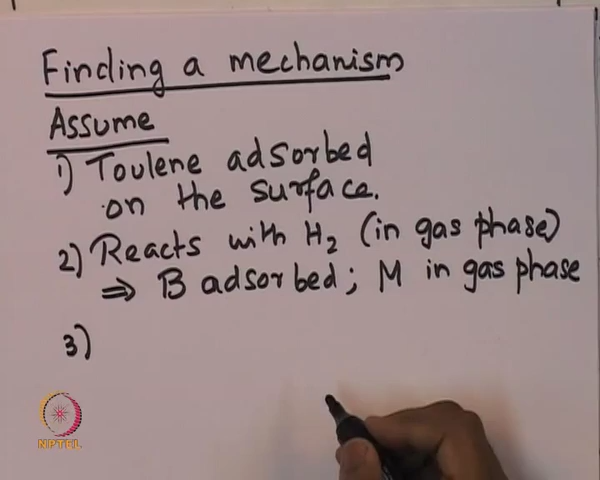 Finding a mechanism
Assume
1) Toulene adsorbed
on the surface.
2) Reacts with H₂ (in gas phase)
⇒ B adsorbed; M in gas phase
3)
NPTEL